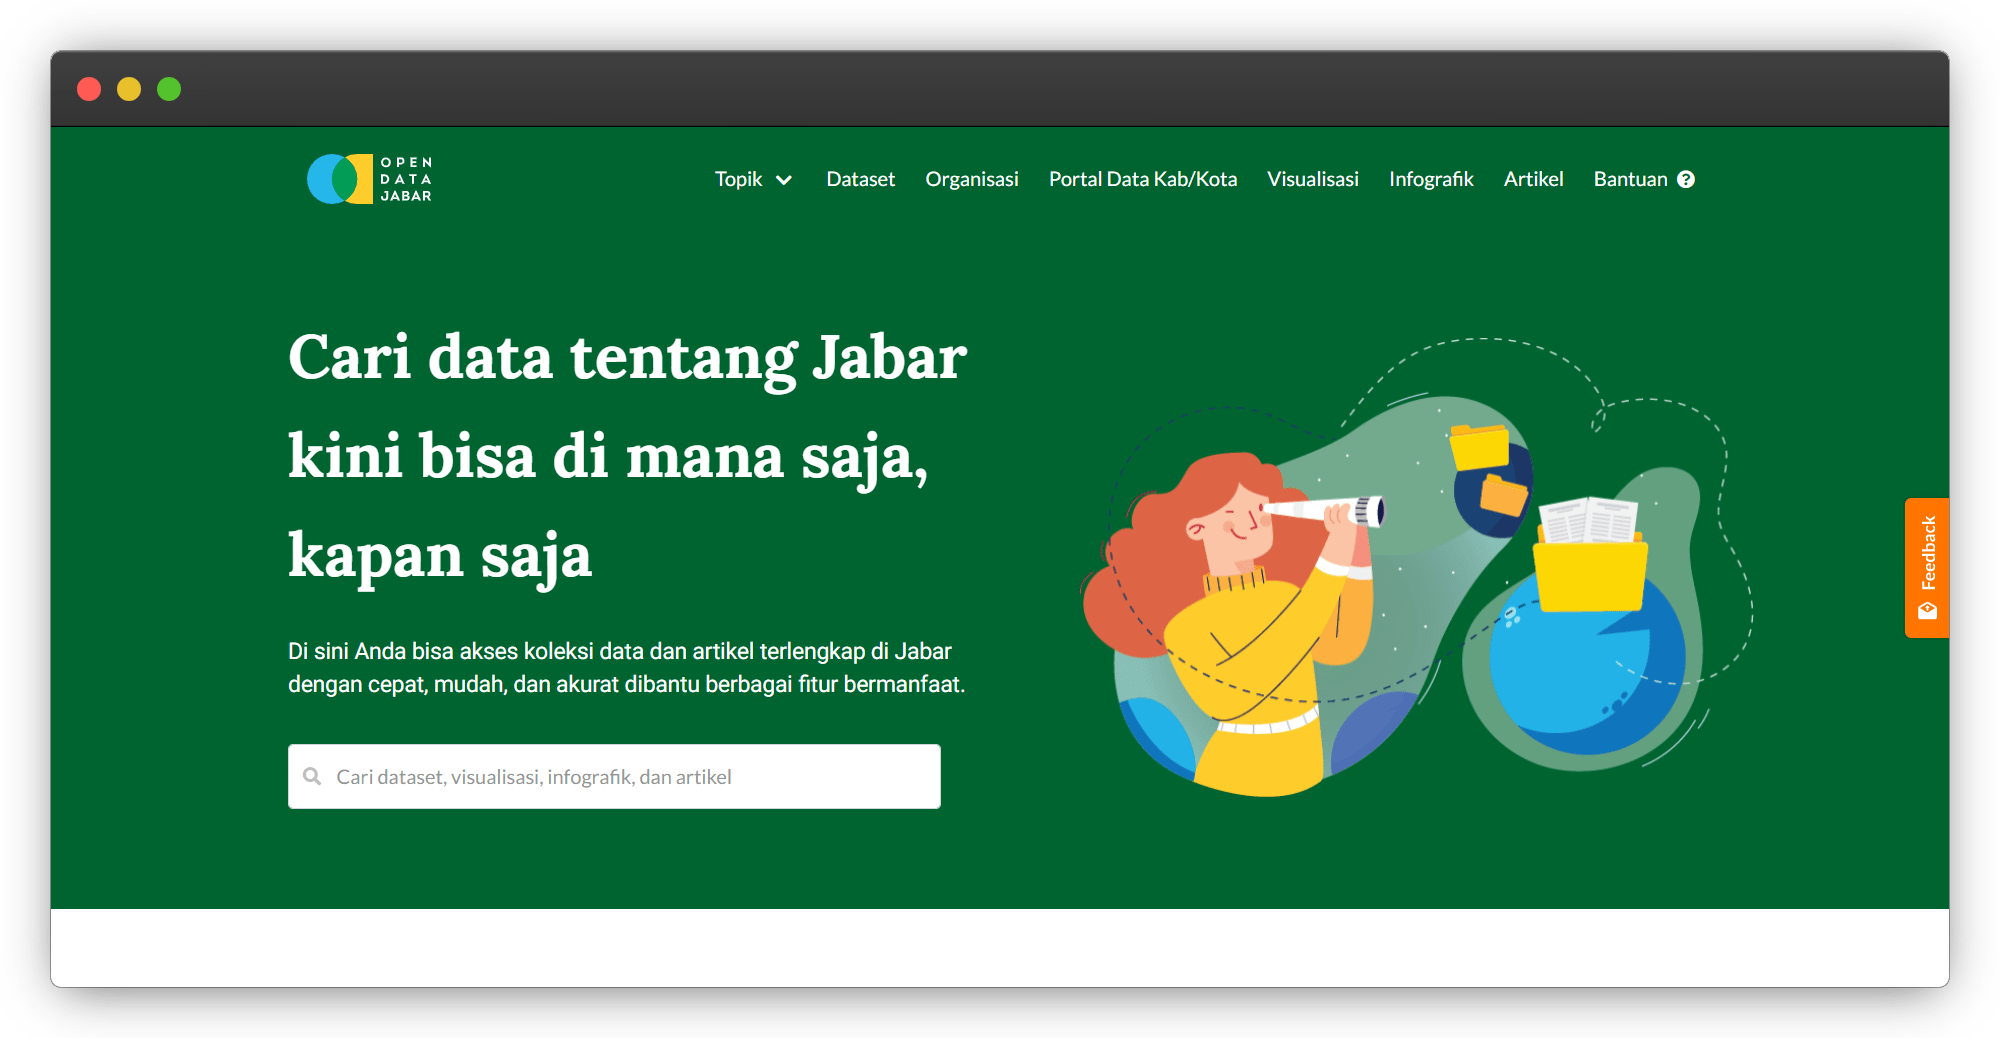 OPEN
DATA
JABAR
Topik
Dataset
Organisasi
Portal Data Kab/Kota
Visualisasi
Infografik
Artikel
Bantuan
Cari data tentang Jabar
kini bisa di mana saja,
kapan saja
Di sini Anda bisa akses koleksi data dan artikel terlengkap di Jabar
dengan cepat, mudah, dan akurat dibantu berbagai fitur bermanfaat.
Cari dataset, visualisasi, infografik, dan artikel
Feedback